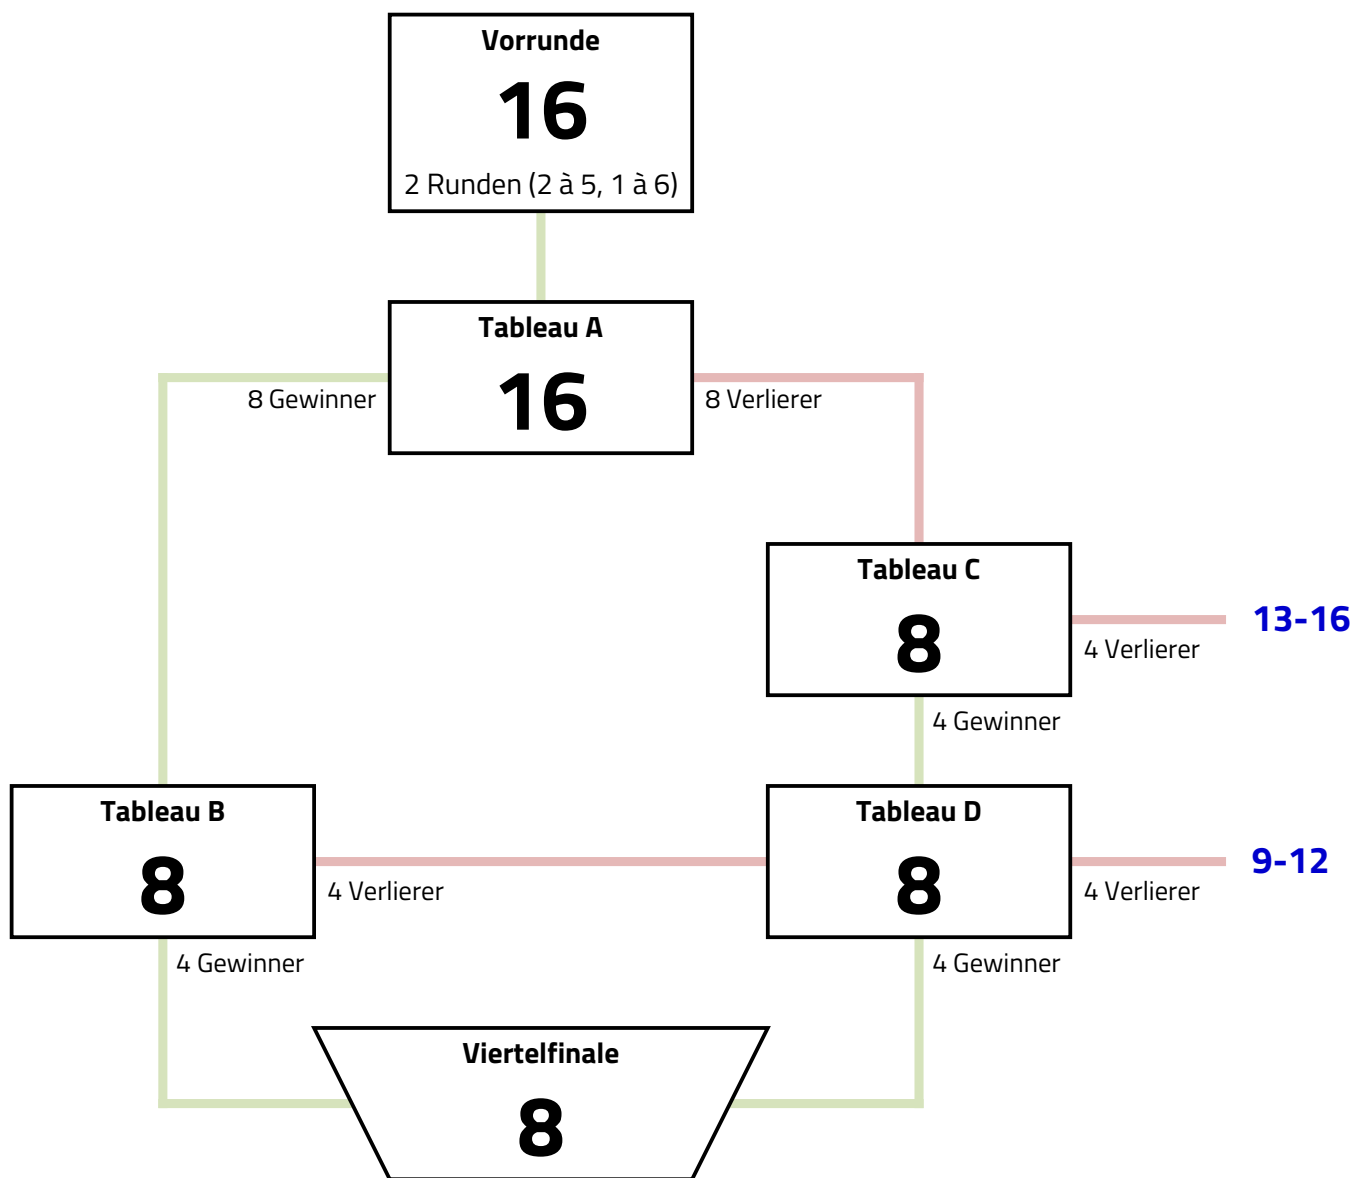 Vorrunde
16
2 Runden (2 à 5, 1 à 6)
Tableau A
16
8 Gewinner
8 Verlierer
Tableau C
8
13-16
4 Verlierer
4 Gewinner
Tableau B
8
4 Verlierer
4 Gewinner
Tableau D
8
9-12
4 Verlierer
4 Gewinner
Viertelfinale
8